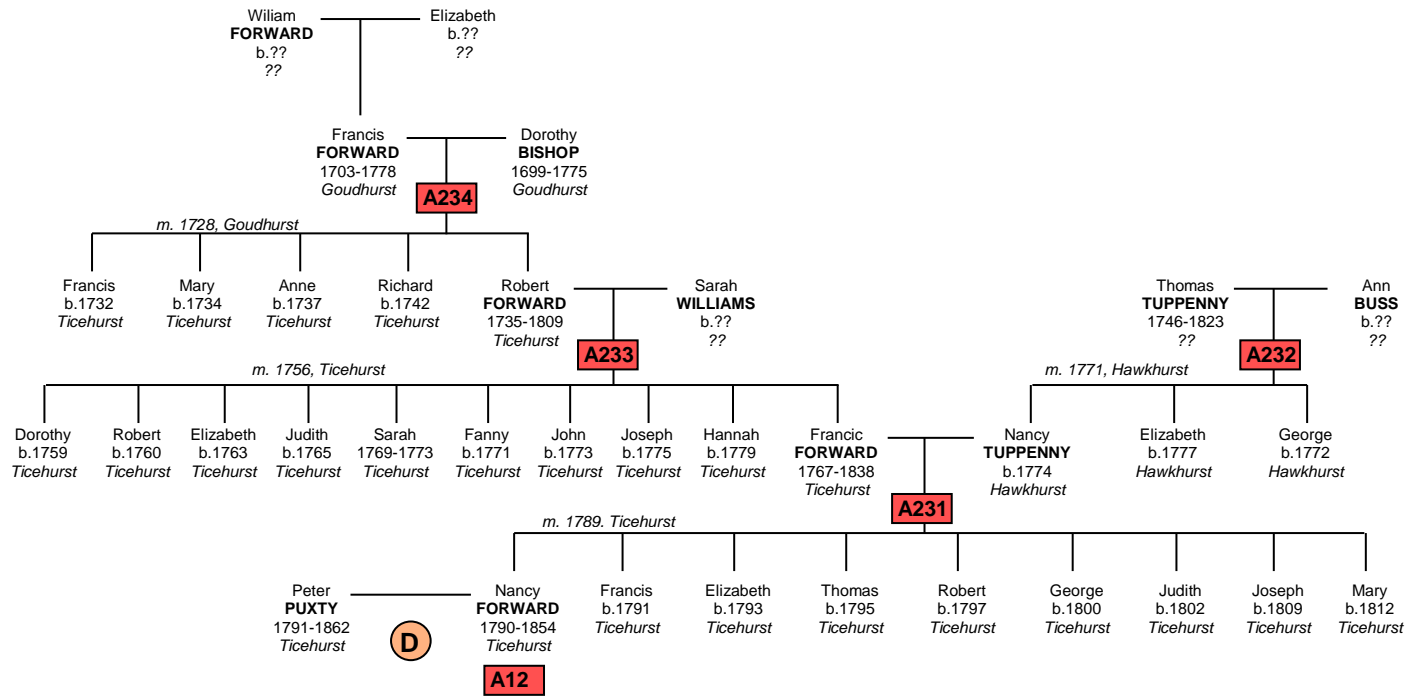 Wiliam
FORWARD
b.??
??
Elizabeth
b.??
??
Francis
FORWARD
1703-1778
Goudhurst
Dorothy
BISHOP
1699-1775
Goudhurst
A234
m. 1728, Goudhurst
Francis
b.1732
Ticehurst
Mary
b.1734
Ticehurst
Anne
b.1737
Ticehurst
Richard
b.1742
Ticehurst
Robert
FORWARD
1735-1809
Ticehurst
Sarah
WILLIAMS
b.??
??
Thomas
TUPPENNY
1746-1823
??
Ann
BUSS
b.??
??
A233
A232
m. 1756, Ticehurst
m. 1771, Hawkhurst
Dorothy
b.1759
Ticehurst
Robert
b.1760
Ticehurst
Elizabeth
b.1763
Ticehurst
Judith
b.1765
Ticehurst
Sarah
1769-1773
Ticehurst
Fanny
b.1771
Ticehurst
John
b.1773
Ticehurst
Joseph
b.1775
Ticehurst
Hannah
b.1779
Ticehurst
Francic
FORWARD
1767-1838
Ticehurst
Nancy
TUPPENNY
b.1774
Hawkhurst
Elizabeth
b.1777
Hawkhurst
George
b.1772
Hawkhurst
A231
m. 1789. Ticehurst
Peter
PUXTY
1791-1862
Ticehurst
D
Nancy
FORWARD
1790-1854
Ticehurst
A12
Francis
b.1791
Ticehurst
Elizabeth
b.1793
Ticehurst
Thomas
b.1795
Ticehurst
Robert
b.1797
Ticehurst
George
b.1800
Ticehurst
Judith
b.1802
Ticehurst
Joseph
b.1809
Ticehurst
Mary
b.1812
Ticehurst